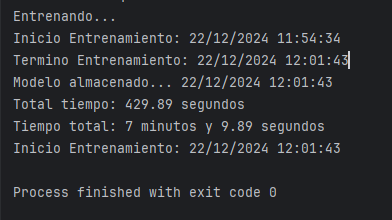 Entrenando...
Inicio Entrenamiento: 22/12/2024 11:54:34
Termino Entrenamiento: 22/12/2024 12:01:43
Modelo almacenado... 22/12/2024 12:01:43
Total tiempo: 429.89 segundos
Tiempo total: 7 minutos y 9.89 segundos
Inicio Entrenamiento: 22/12/2024 12:01:43
Process finished with exit code 0